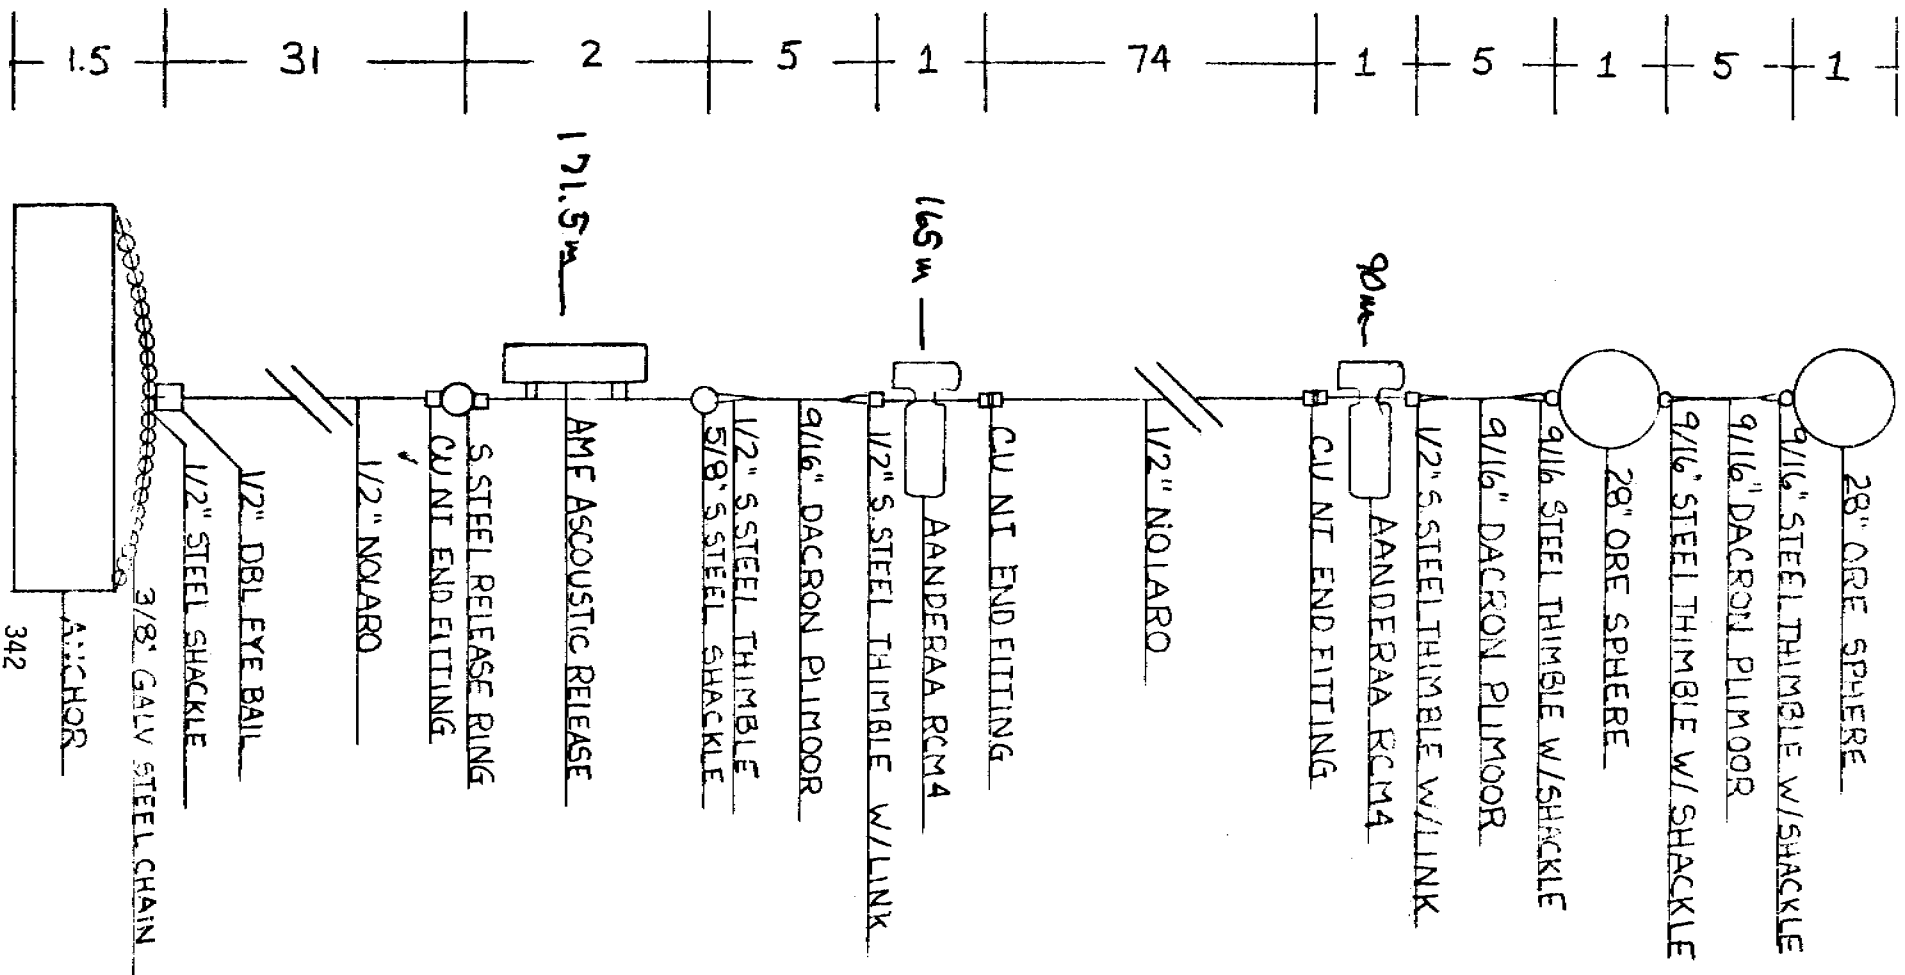 1.5
31
2
5
1
74
1
5
1
5
1
171.5m
165m
90m
28" ORE SPHERE
9/16" STEEL THIMBLE W/SHACKLE
9/16" DACRON PLIMOOR
9/16" STEEL THIMBLE W/SHACKLE
28" ORE SPHERE
9/16 STEEL THIMBLE W/SHACKLE
9/16" DACRON PLIMOOR
1/2" S.STEEL THIMBLE W/LINK
AANDERAA RCM4
CU NI END FITTING
1/2" NOLARO
CU NI END FITTING
AANDERAA RCM4
1/2" S.STEEL THIMBLE W/LINK
9/16" DACRON PLIMOOR
1/2" S STEEL THIMBLE
5/8" S STEEL SHACKLE
AMF ASCOUSTIC RELEASE
S STEEL RELEASE RING
CU NI END FITTING
1/2" NOLARO
1/2" DBL EYE BAIL
1/2" STEEL SHACKLE
3/8" GALV STEEL CHAIN
ANCHOR
342